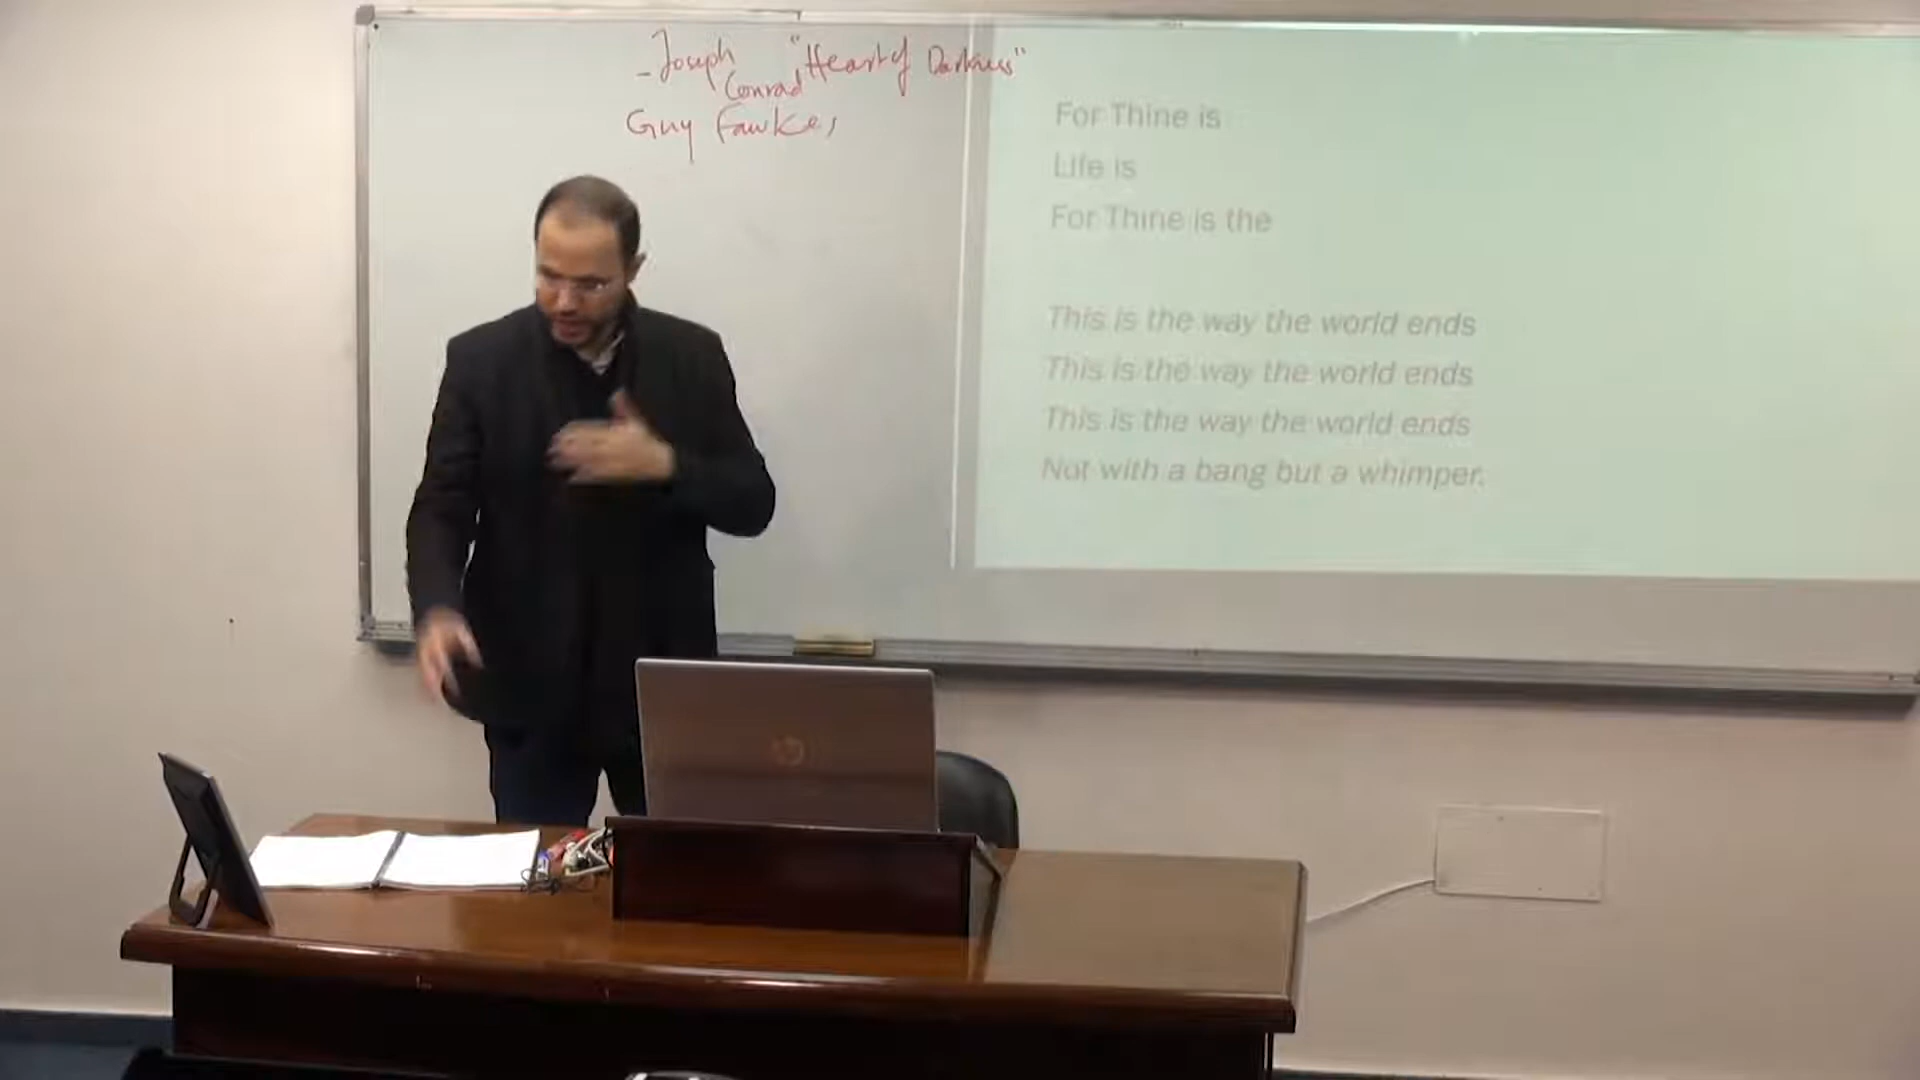 - Joseph Conrad "Heart of Darkness"
Guy Fawkes
For Thine is
Life is
For Thine is the
This is the way the world ends
This is the way the world ends
This is the way the world ends
Not with a bang but a whimper.